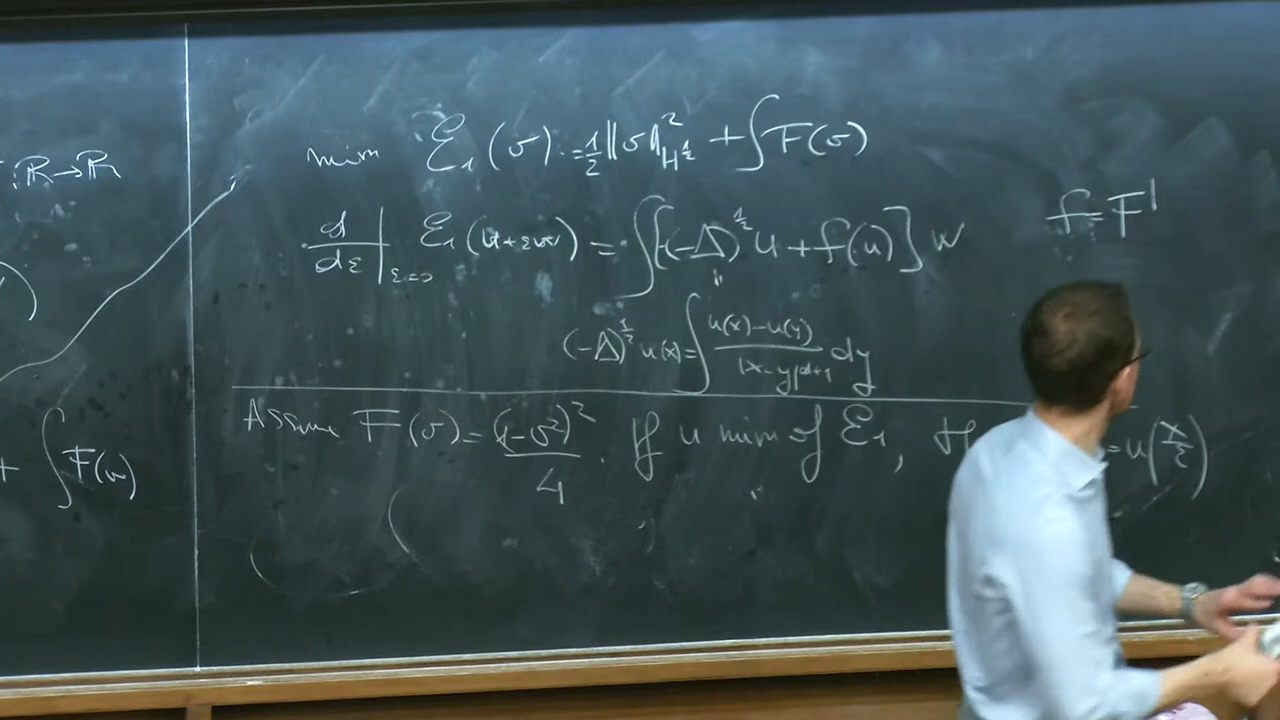 : ℝ→ℝ
)
+ ∫F(u)
min ℰ₁(v) := ½||v||²_{H^{1/2}} + ∫F(v)
d/dε|_{ε=0} ℰ₁(u+εw) = ∫[(-Δ)^{1/2}u + f(u)]w
f=F'
(-Δ)^{1/2}u(x)=∫ (u(x)-u(y))/|x-y|^{d+1} dy
Assume F(v)=(1-v²)²/4. If u min of ℰ₁, =u(x/ε)